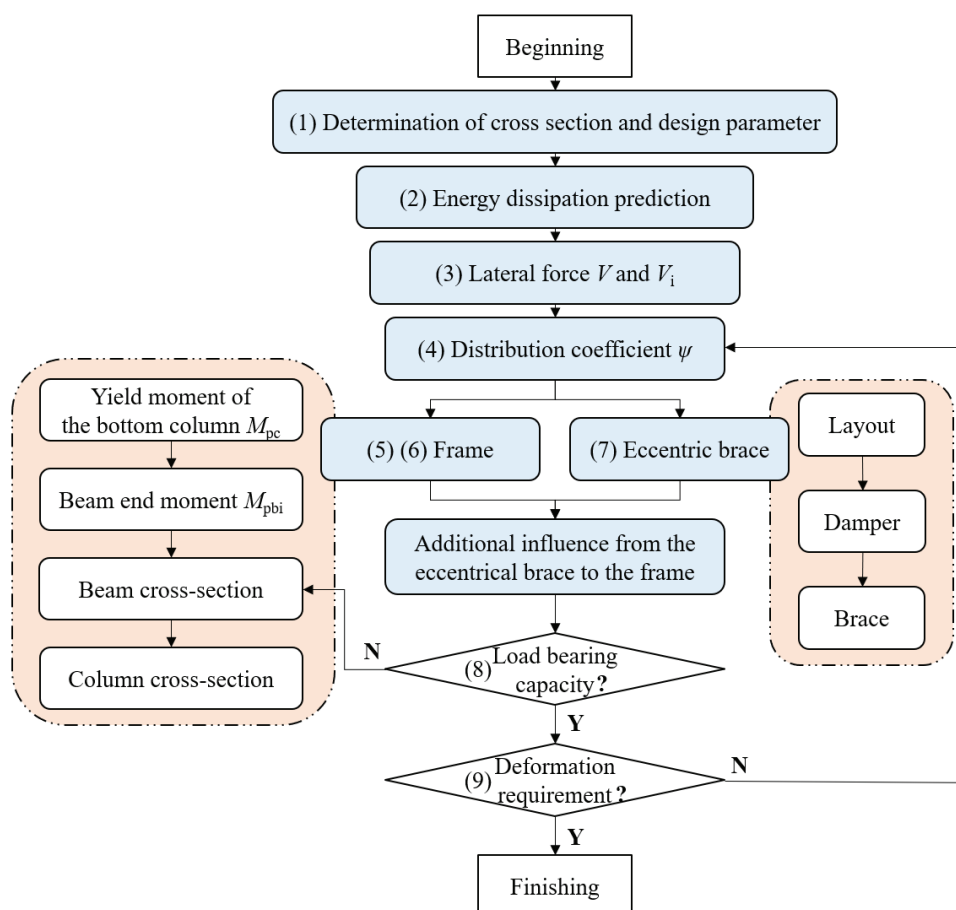 Beginning
(1) Determination of cross section and design parameter
(2) Energy dissipation prediction
(3) Lateral force V and Vi
(4) Distribution coefficient ψ
Yield moment of
the bottom column Mpc
Beam end moment Mpbi
Beam cross-section
Column cross-section
(5) (6) Frame
(7) Eccentric brace
Layout
Damper
Brace
Additional influence from the
eccentrical brace to the frame
N
(8) Load bearing
capacity?
Y
(9) Deformation
requirement?
N
Y
Finishing